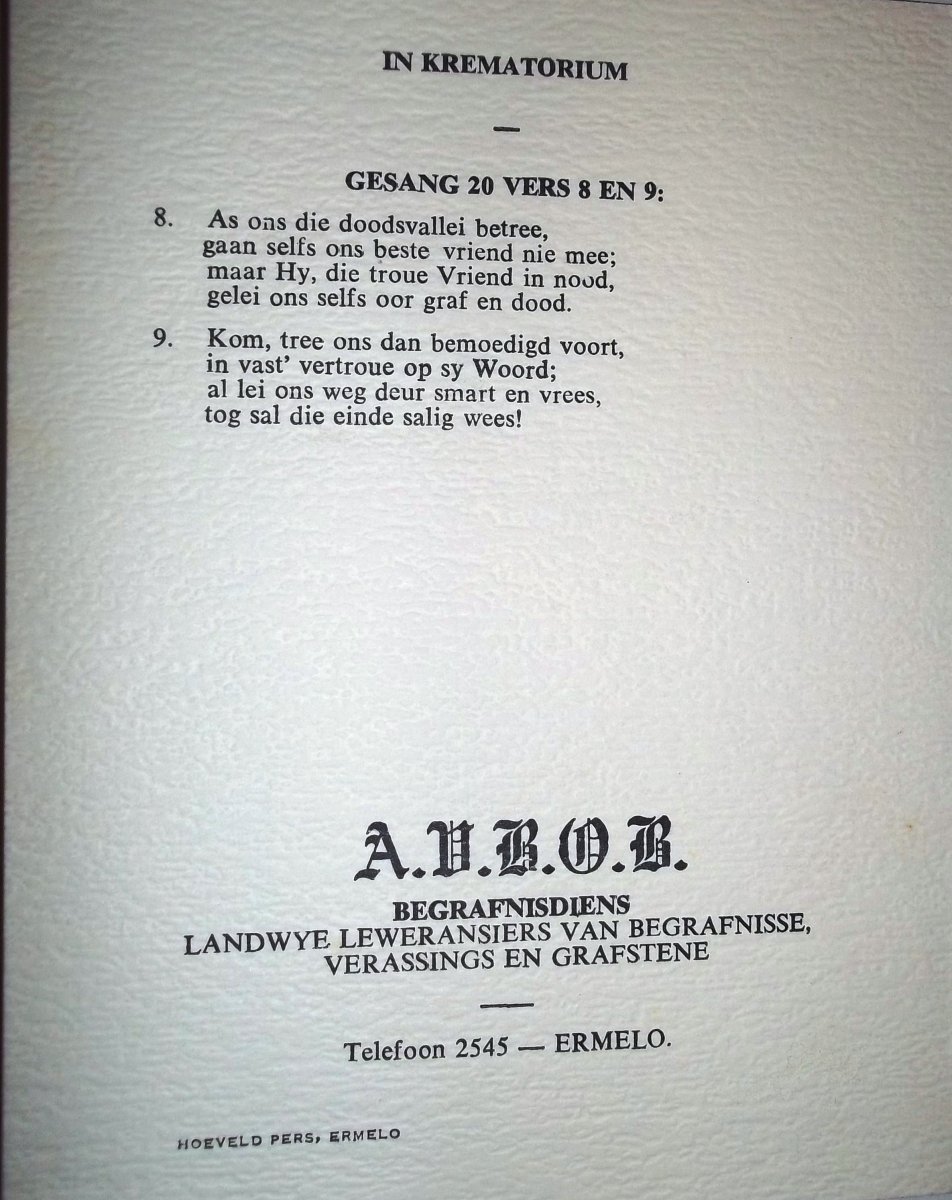 IN KREMATORIUM
—
GESANG 20 VERS 8 EN 9:
8. As ons die doodsvallei betree,
gaan selfs ons beste vriend nie mee;
maar Hy, die troue Vriend in nood,
gelei ons selfs oor graf en dood.
9. Kom, tree ons dan bemoedigd voort,
in vast' vertroue op sy Woord;
al lei ons weg deur smart en vrees,
tog sal die einde salig wees!
A.V.B.O.B.
BEGRAFNISDIENS
LANDWYE LEWERANSIERS VAN BEGRAFNISSE,
VERASSINGS EN GRAFSTENE
—
Telefoon 2545 — ERMELO.
HOEVELD PERS, ERMELO